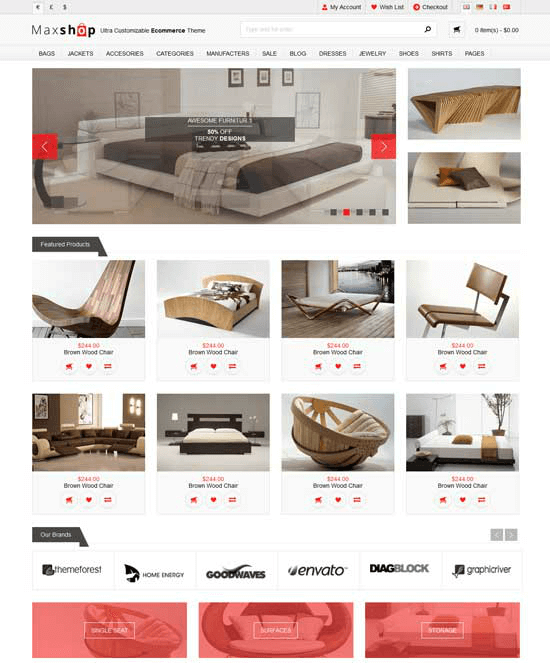 € £ $ My Account Wish List Checkout
Maxshop Ultra Customizable Ecommerce Theme Type and hit enter 0 item(s) - $0.00
BAGS JACKETS ACCESORIES CATEGORIES MANUFACTERS SALE BLOG DRESSES JEWELRY SHOES SHIRTS PAGES
AWESOME FURNITUR
50% OFF
TRENDY DESIGNS
Featured Products
$244.00 $244.00 $244.00 $244.00
Brown Wood Chair Brown Wood Chair Brown Wood Chair Brown Wood Chair
$244.00 $244.00 $244.00 $244.00
Brown Wood Chair Brown Wood Chair Brown Wood Chair Brown Wood Chair
Our Brands
themeforest HOME ENERGY GOODWAVES envato DIAGBLOCK graphicriver
SINGLE SEAT SURFACES STORAGE